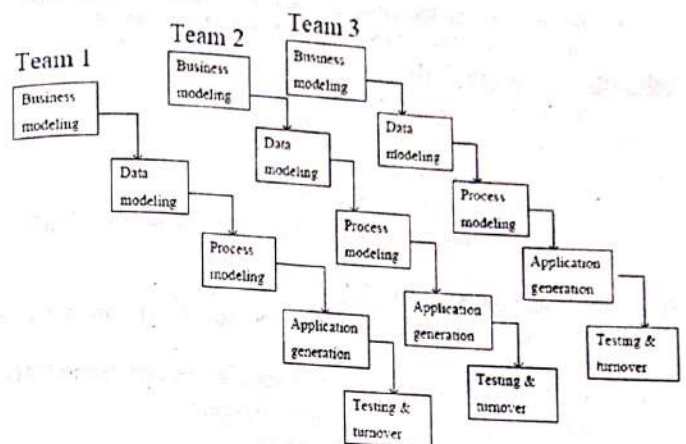 Team 1
Business
modeling
Data
modeling
Process
modeling
Application
generation
Testing &
turnover
Team 2
Business
modeling
Data
modeling
Process
modeling
Application
generation
Testing &
turnover
Team 3
Business
modeling
Data
modeling
Process
modeling
Application
generation
Testing &
turnover